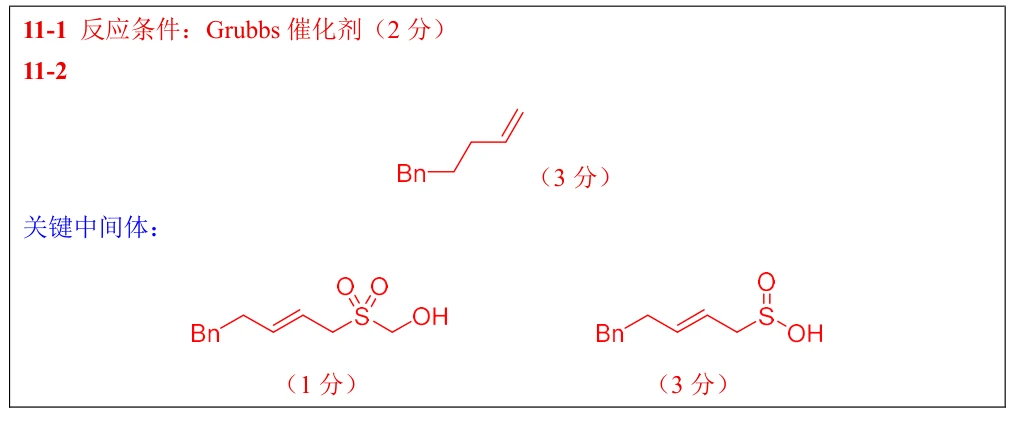 11-1 反应条件：Grubbs 催化剂（2 分）
11-2
Bn
（3 分）
关键中间体：
Bn O O S OH
Bn O S OH
（1 分）
（3 分）